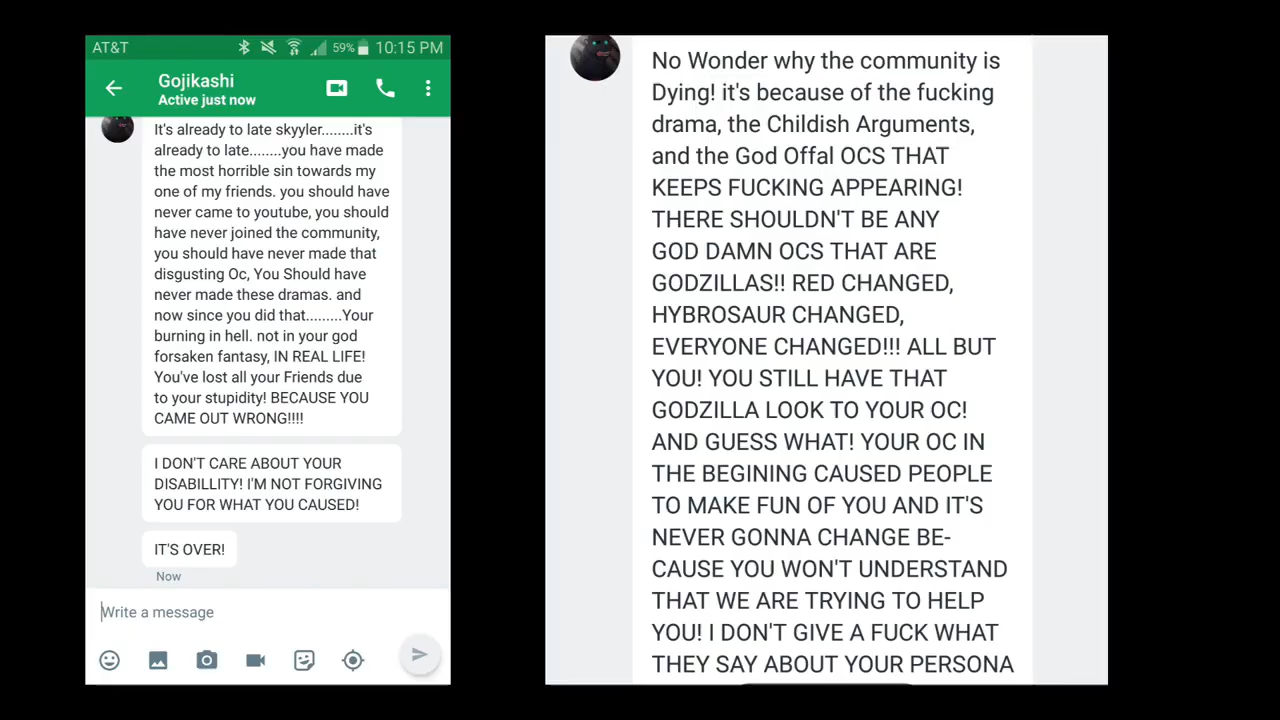 AT&T 59% 10:15 PM
Gojikashi
Active just now
It's already to late skyyler........it's
already to late........you have made
the most horrible sin towards my
one of my friends. you should have
never came to youtube, you should
have never joined the community,
you should have never made that
disgusting Oc, You Should have
never made these dramas. and
now since you did that.........Your
burning in hell. not in your god
forsaken fantasy, IN REAL LIFE!
You've lost all your Friends due
to your stupidity! BECAUSE YOU
CAME OUT WRONG!!!!
I DON'T CARE ABOUT YOUR
DISABILLITY! I'M NOT FORGIVING
YOU FOR WHAT YOU CAUSED!
IT'S OVER!
Now
Write a message
No Wonder why the community is
Dying! it's because of the fucking
drama, the Childish Arguments,
and the God Offal OCS THAT
KEEPS FUCKING APPEARING!
THERE SHOULDN'T BE ANY
GOD DAMN OCS THAT ARE
GODZILLAS!! RED CHANGED,
HYBROSAUR CHANGED,
EVERYONE CHANGED!!! ALL BUT
YOU! YOU STILL HAVE THAT
GODZILLA LOOK TO YOUR OC!
AND GUESS WHAT! YOUR OC IN
THE BEGINING CAUSED PEOPLE
TO MAKE FUN OF YOU AND IT'S
NEVER GONNA CHANGE BE-
CAUSE YOU WON'T UNDERSTAND
THAT WE ARE TRYING TO HELP
YOU! I DON'T GIVE A FUCK WHAT
THEY SAY ABOUT YOUR PERSONA